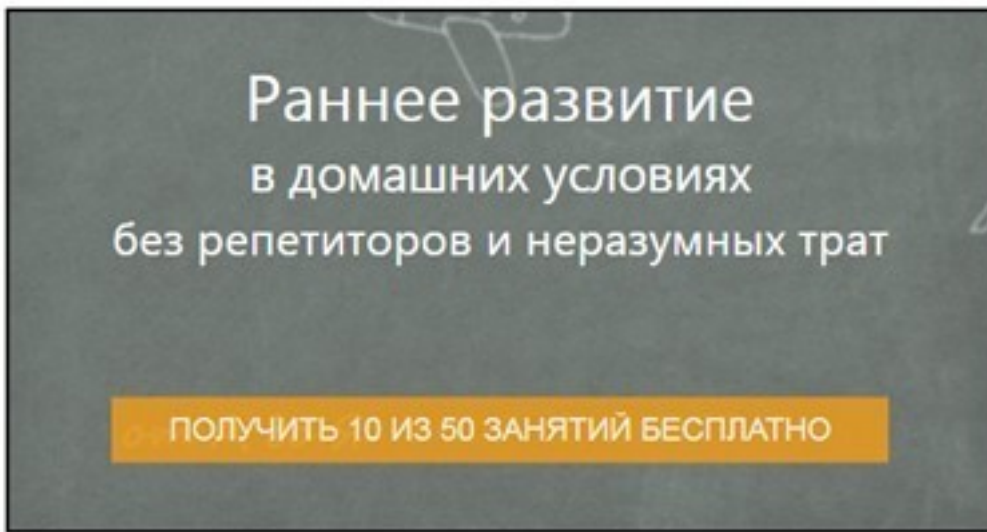 Раннее развитие
в домашних условиях
без репетиторов и неразумных трат
ПОЛУЧИТЬ 10 ИЗ 50 ЗАНЯТИЙ БЕСПЛАТНО